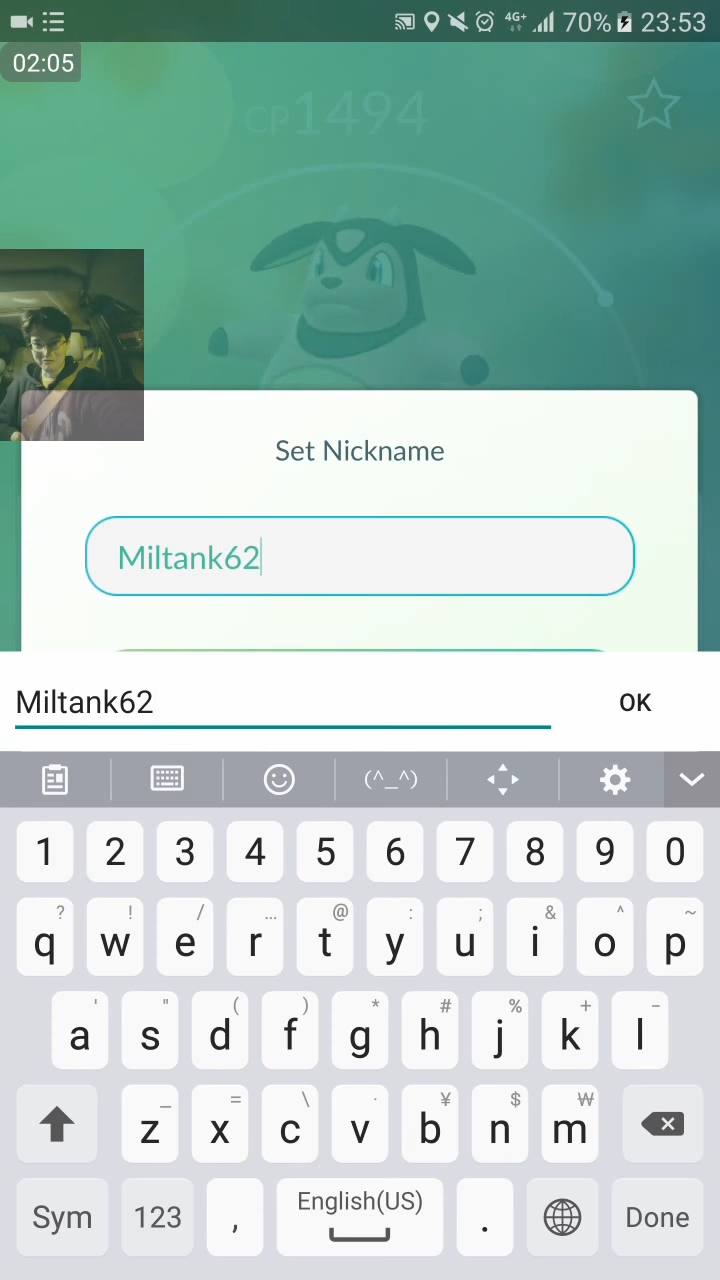 4G+ 70% 23:53
02:05
CP1494
Set Nickname
Miltank62
Miltank62 OK
(^_^)
1 2 3 4 5 6 7 8 9 0
? ! / ... @ : ; & ^ ~
q w e r t y u i o p
' " ( ) * # % + -
a s d f g h j k l
_ = \ · ¥ $ ₩
z x c v b n m
Sym 123 , English(US) . Done